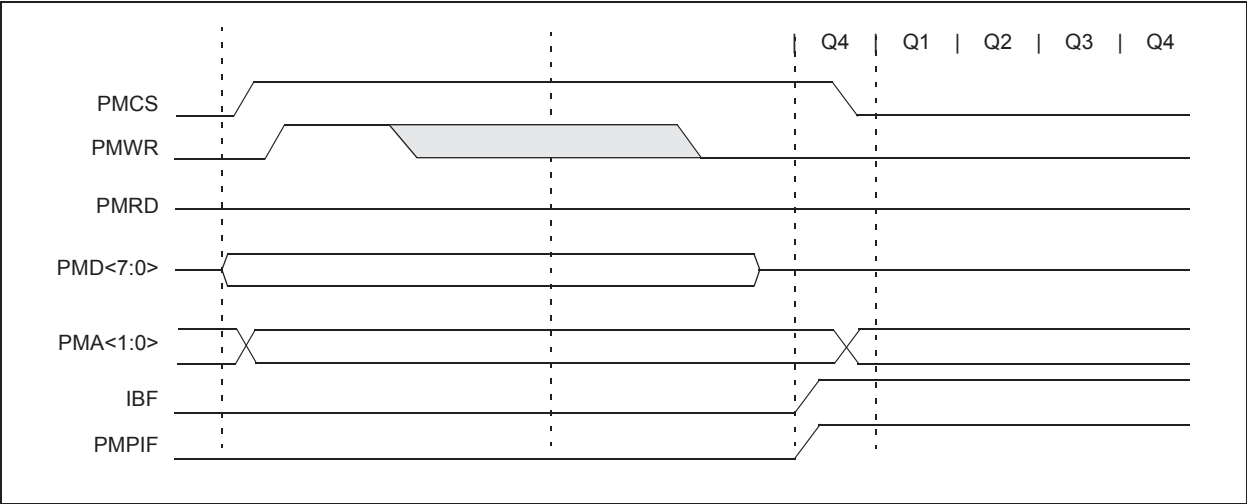 | Q4 | Q1 | Q2 | Q3 | Q4
PMCS
PMWR
PMRD
PMD<7:0>
PMA<1:0>
IBF
PMPIF